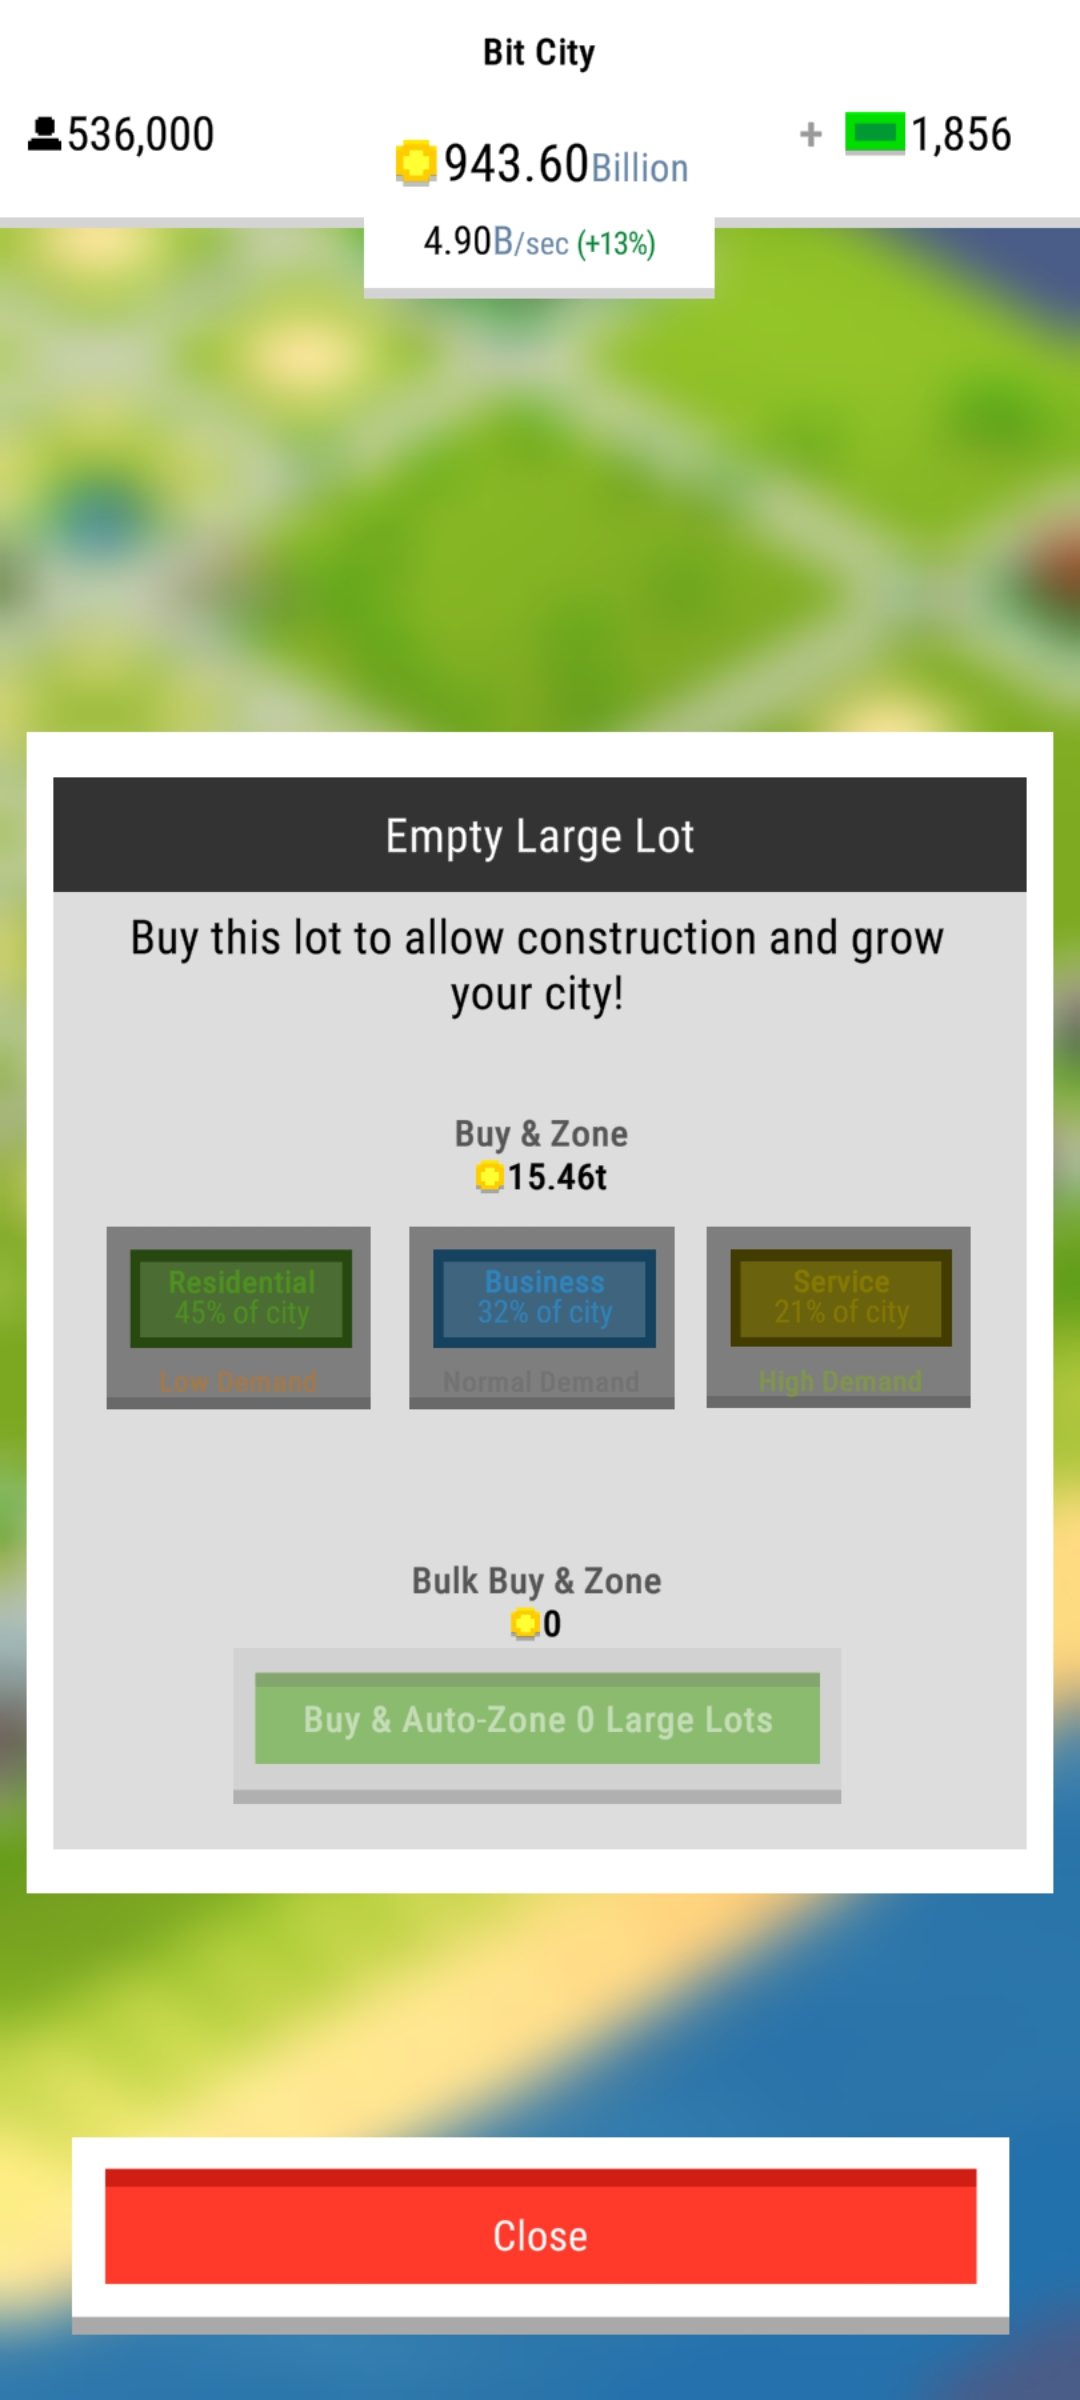 Bit City
536,000
943.60Billion
+ 1,856
4.90B/sec (+13%)
Empty Large Lot
Buy this lot to allow construction and grow
your city!
Buy & Zone
15.46t
Residential
45% of city
Low Demand
Business
32% of city
Normal Demand
Service
21% of city
High Demand
Bulk Buy & Zone
0
Buy & Auto-Zone 0 Large Lots
Close